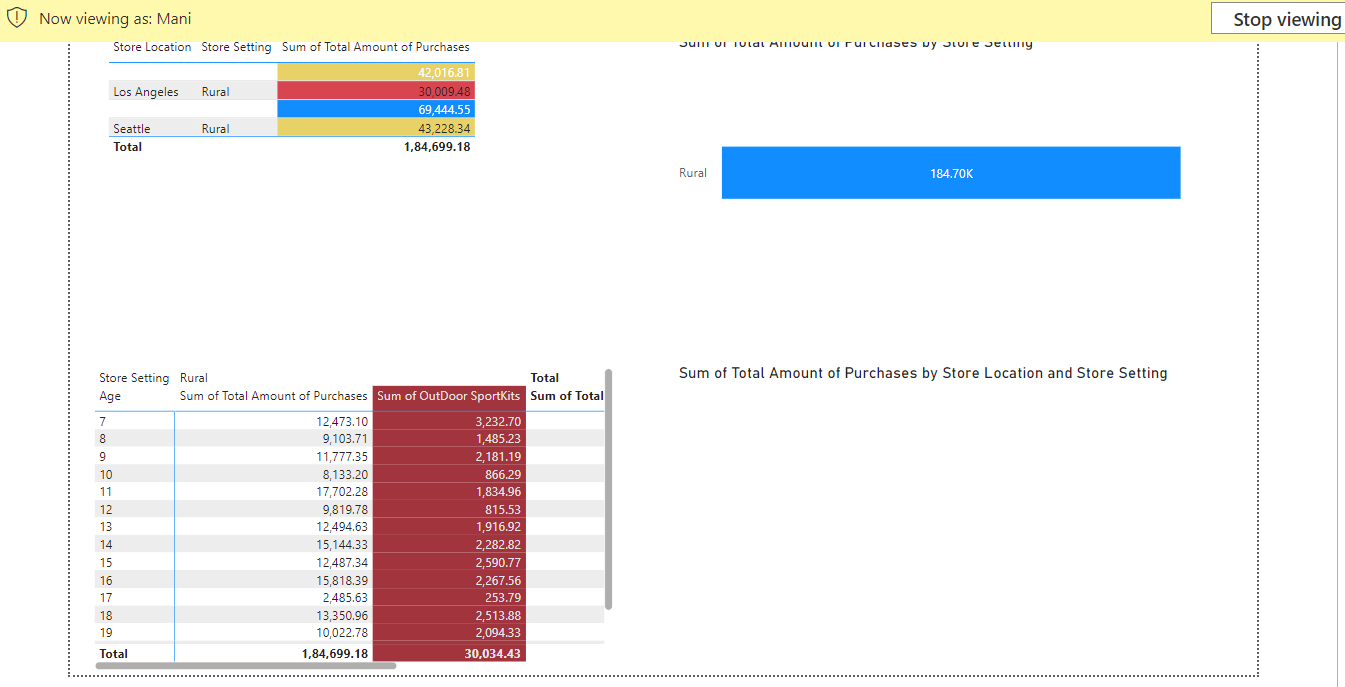 Now viewing as: Mani
Stop viewing
Store Location Store Setting Sum of Total Amount of Purchases
42,016.81
Los Angeles Rural 30,009.48
69,444.55
Seattle Rural 43,228.34
Total 1,84,699.18
Sum of Total Amount of Purchases by Store Setting
Rural 184.70K
Store Setting Rural Total
Age Sum of Total Amount of Purchases Sum of OutDoor SportKits Sum of Total
7 12,473.10 3,232.70
8 9,103.71 1,485.23
9 11,777.35 2,181.19
10 8,133.20 866.29
11 17,702.28 1,834.96
12 9,819.78 815.53
13 12,494.63 1,916.92
14 15,144.33 2,282.82
15 12,487.34 2,590.77
16 15,818.39 2,267.56
17 2,485.63 253.79
18 13,350.96 2,513.88
19 10,022.78 2,094.33
Total 1,84,699.18 30,034.43
Sum of Total Amount of Purchases by Store Location and Store Setting